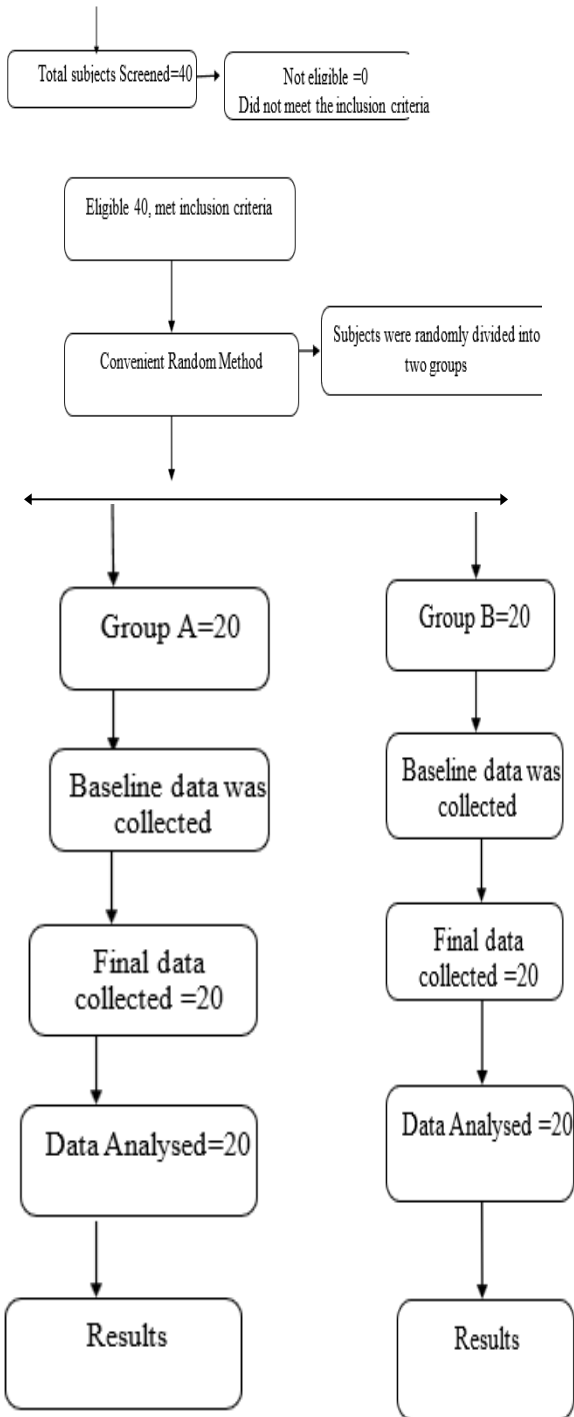 Total subjects Screened=40
Not eligible =0
Did not meet the inclusion criteria
Eligible 40, met inclusion criteria
Convenient Random Method
Subjects were randomly divided into
two groups
Group A=20
Group B=20
Baseline data was
collected
Baseline data was
collected
Final data
collected =20
Final data
collected =20
Data Analysed=20
Data Analysed =20
Results
Results